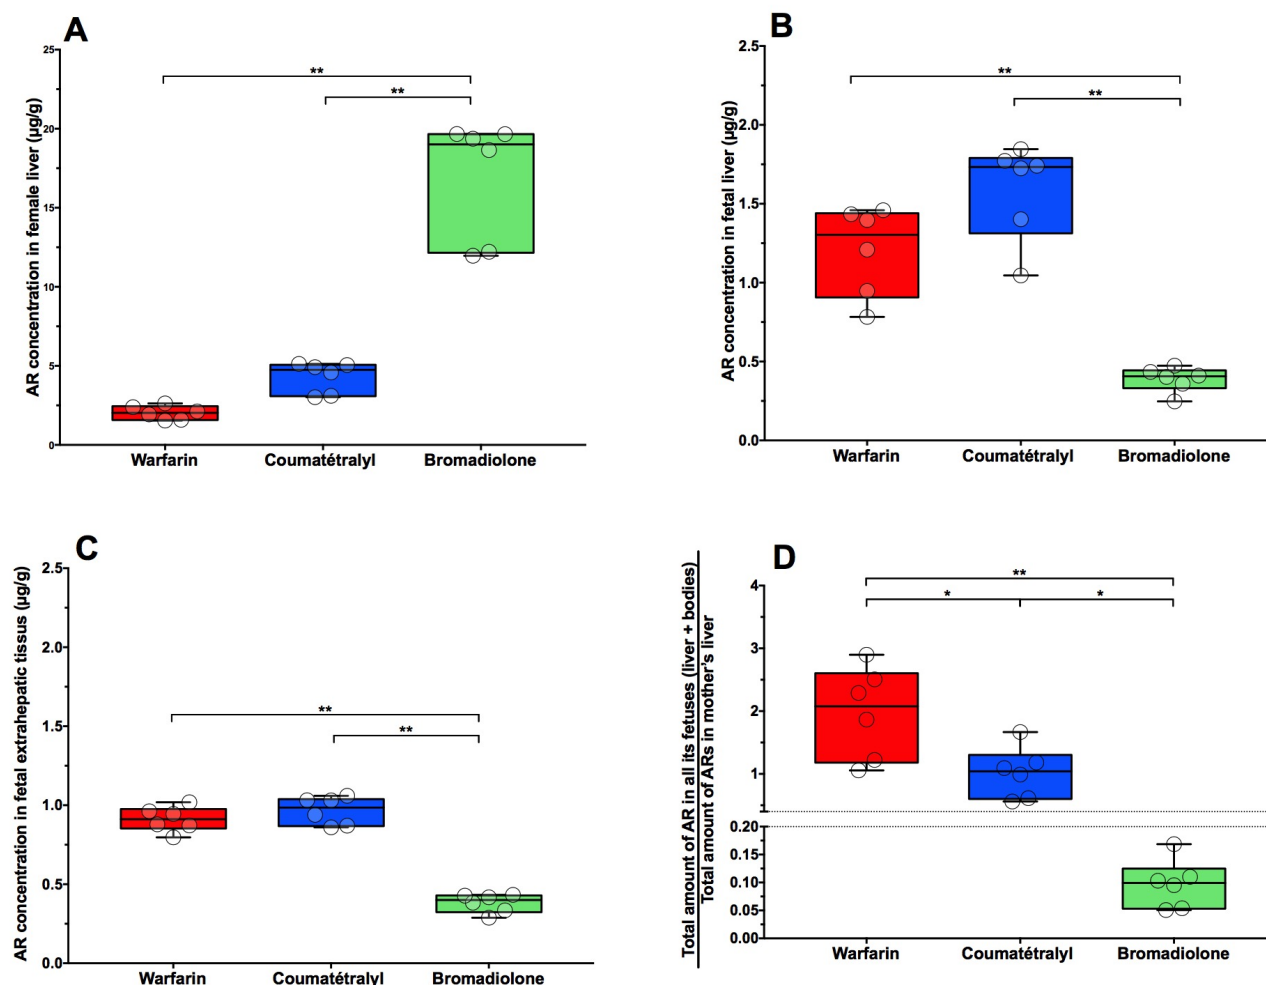 A
AR concentration in female liver (µg/g)
25
20
15
10
5
0
**
**
Warfarin
Coumatétralyl
Bromadiolone
B
AR concentration in fetal liver (µg/g)
2.5
2.0
1.5
1.0
0.5
0.0
**
**
Warfarin
Coumatétralyl
Bromadiolone
C
AR concentration in fetal extrahepatic tissue (µg/g)
2.5
2.0
1.5
1.0
0.5
0.0
**
**
Warfarin
Coumatétralyl
Bromadiolone
D
Total amount of AR in all its fetuses (liver + bodies)
Total amount of ARs in mother's liver
4
3
2
1
0.20
0.15
0.10
0.05
0.00
**
*
*
Warfarin
Coumatétralyl
Bromadiolone